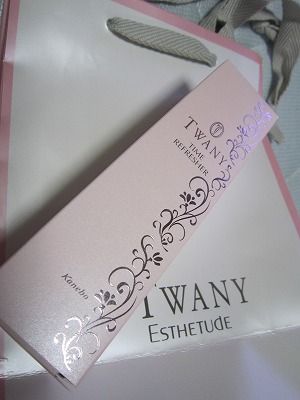 TWANY
TIME
REFRESHER
Kanebo
TWANY
ESTHETUdE